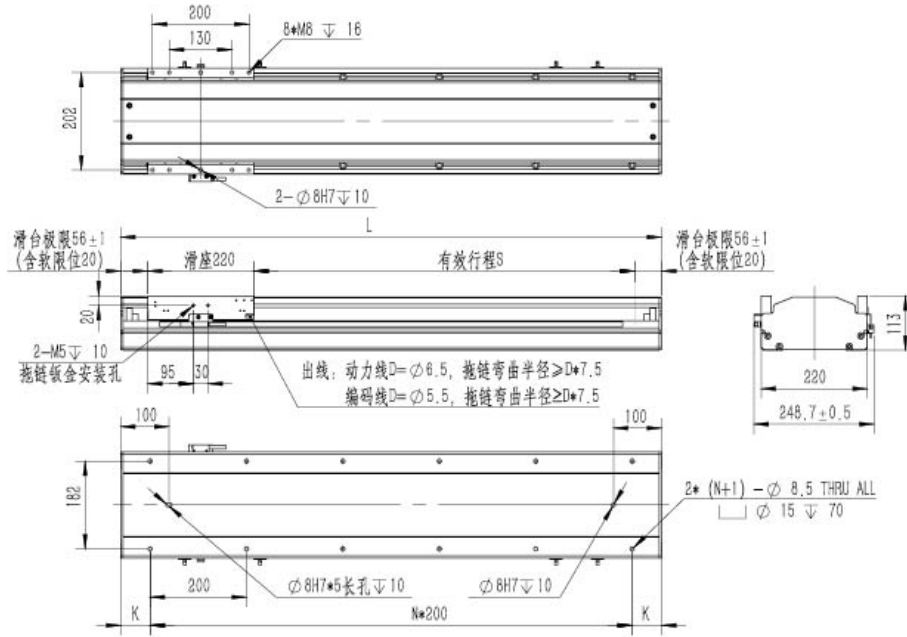 200
8*M8 ↧ 16
130
202
2-∅8H7↧10
L
滑台极限56±1
(含软限位20)
滑座220
有效行程S
滑台极限56±1
(含软限位20)
20
113
2-M5 ↧ 10
拖链钣金安装孔
95
30
出线: 动力线D=∅6.5, 拖链弯曲半径≥D*7.5
编码线D=∅5.5, 拖链弯曲半径≥D*7.5
220
248.7±0.5
100
100
182
2* (N+1) -∅ 8.5 THRU ALL
⌴ ∅ 15 ↧ 70
200
∅8H7*5长孔↧10
∅8H7↧10
K
N*200
K